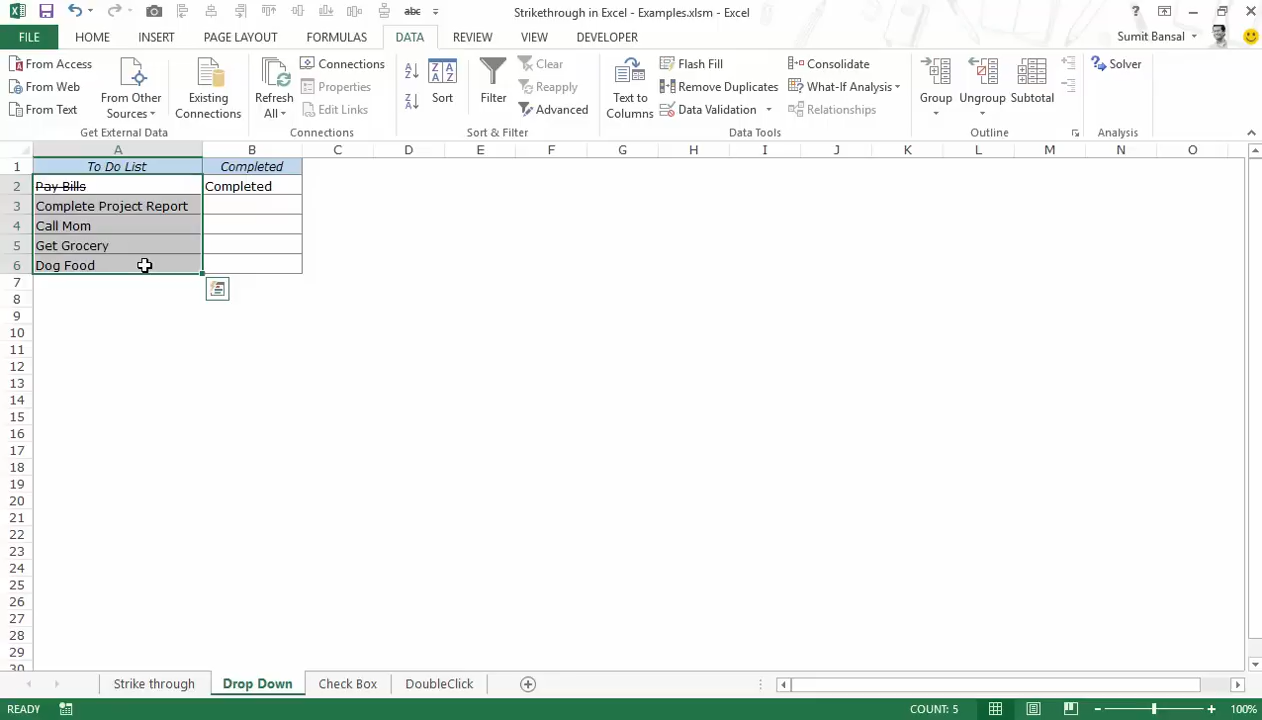 Strikethrough in Excel - Examples.xlsm - Excel
abc
?
FILE HOME INSERT PAGE LAYOUT FORMULAS DATA REVIEW VIEW DEVELOPER Sumit Bansal
From Access
From Web
From Text
From Other
Sources
Get External Data
Existing
Connections
Refresh
All
Connections
Properties
Edit Links
Connections
Sort
Filter
Clear
Reapply
Advanced
Sort & Filter
Text to
Columns
Flash Fill
Remove Duplicates
Data Validation
Consolidate
What-If Analysis
Relationships
Data Tools
Group
Ungroup
Subtotal
Outline
Solver
Analysis
A B C D E F G H I J K L M N O
1 To Do List Completed
2 Pay Bills Completed
3 Complete Project Report
4 Call Mom
5 Get Grocery
6 Dog Food
7
8
9
10
11
12
13
14
15
16
17
18
19
20
21
22
23
24
25
26
27
28
29
30
Strike through Drop Down Check Box DoubleClick
READY COUNT: 5 100%